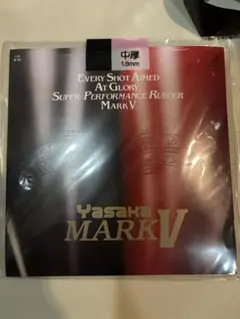 中厚
1.8mm
EVERY SHOT AIMED
AT GLORY
SUPER-PERFORMANCE RUBBER
MARK V
Yasaka
MARK V